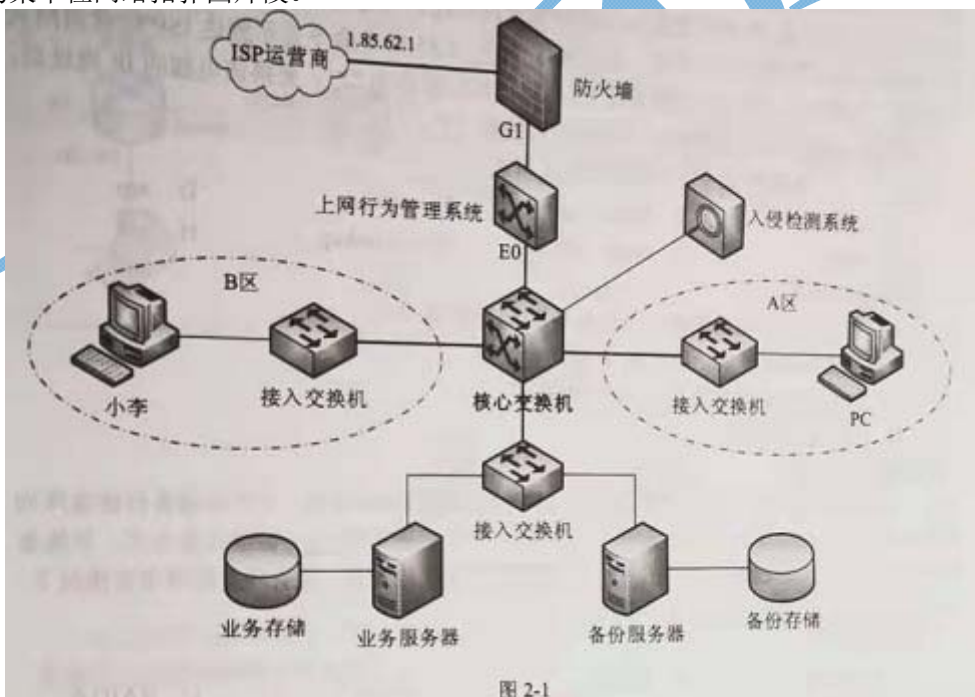 ISP运营商
1.85.62.1
防火墙
G1
上网行为管理系统
入侵检测系统
E0
B区
A区
小李
接入交换机
核心交换机
接入交换机
PC
接入交换机
业务存储
业务服务器
备份服务器
备份存储
图 2-1